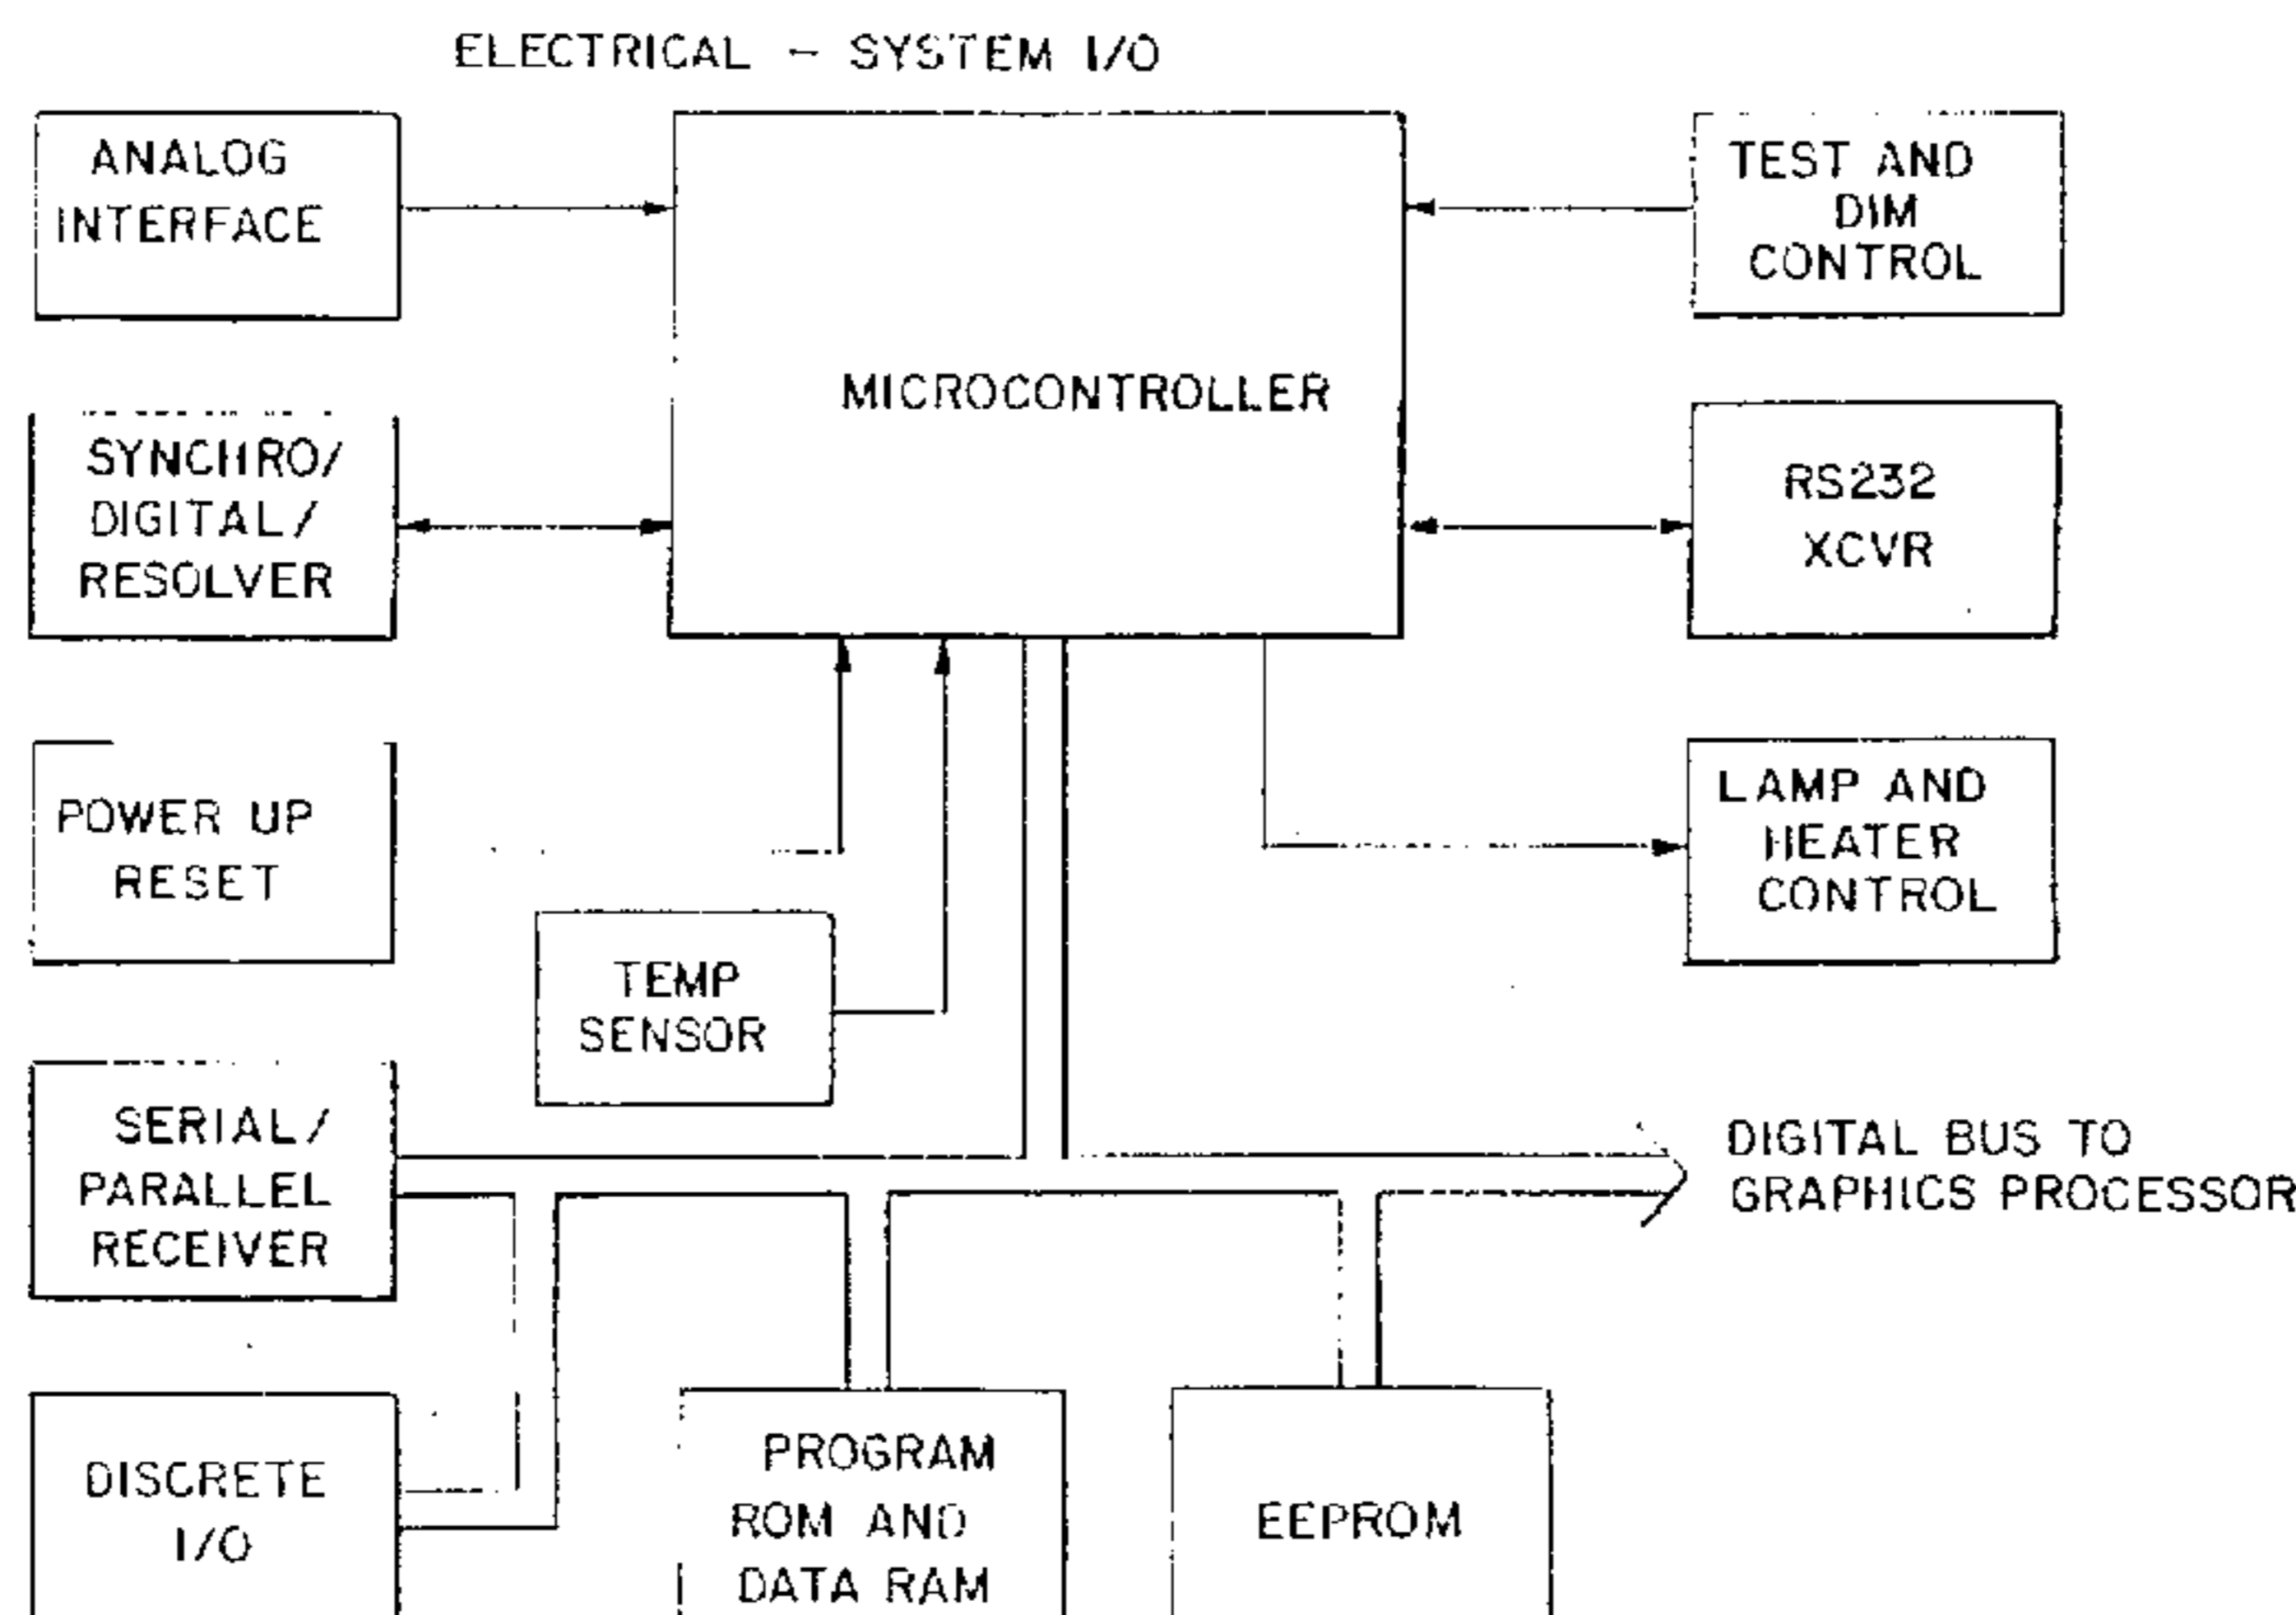 ELECTRICAL - SYSTEM I/O
ANALOG
INTERFACE
MICROCONTROLLER
TEST AND
DIM
CONTROL
SYNCHRO/
DIGITAL/
RESOLVER
RS232
XCVR
POWER UP
RESET
LAMP AND
HEATER
CONTROL
TEMP
SENSOR
SERIAL/
PARALLEL
RECEIVER
DIGITAL BUS TO
GRAPHICS PROCESSOR
DISCRETE
I/O
PROGRAM
ROM AND
DATA RAM
EEPROM